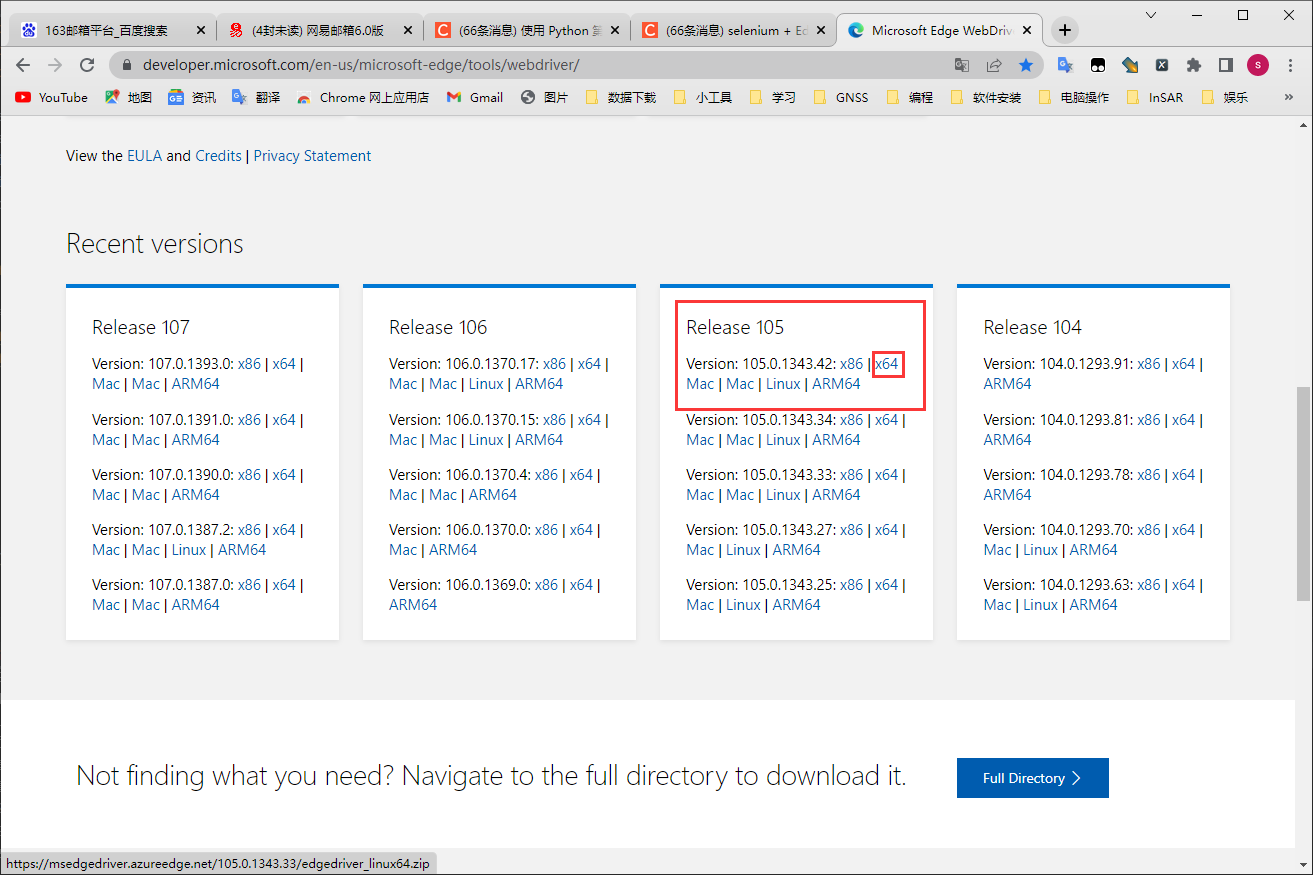 163邮箱平台_百度搜索
(4封未读) 网易邮箱6.0版
(66条消息) 使用 Python
(66条消息) selenium + Ed
Microsoft Edge WebDriv
developer.microsoft.com/en-us/microsoft-edge/tools/webdriver/
S
YouTube 地图 资讯 翻译 Chrome 网上应用店 Gmail 图片 数据下载 小工具 学习 GNSS 编程 软件安装 电脑操作 InSAR 娱乐 »
View the EULA and Credits | Privacy Statement
Recent versions
Release 107
Version: 107.0.1393.0: x86 | x64 |
Mac | Mac | ARM64
Version: 107.0.1391.0: x86 | x64 |
Mac | Mac | ARM64
Version: 107.0.1390.0: x86 | x64 |
Mac | Mac | ARM64
Version: 107.0.1387.2: x86 | x64 |
Mac | Mac | Linux | ARM64
Version: 107.0.1387.0: x86 | x64 |
Mac | Mac | ARM64
Release 106
Version: 106.0.1370.17: x86 | x64 |
Mac | Mac | Linux | ARM64
Version: 106.0.1370.15: x86 | x64 |
Mac | Mac | Linux | ARM64
Version: 106.0.1370.4: x86 | x64 |
Mac | Mac | ARM64
Version: 106.0.1370.0: x86 | x64 |
Mac | ARM64
Version: 106.0.1369.0: x86 | x64 |
ARM64
Release 105
Version: 105.0.1343.42: x86 | x64
Mac | Mac | Linux | ARM64
Version: 105.0.1343.34: x86 | x64 |
Mac | Mac | Linux | ARM64
Version: 105.0.1343.33: x86 | x64 |
Mac | Mac | Linux | ARM64
Version: 105.0.1343.27: x86 | x64 |
Mac | Linux | ARM64
Version: 105.0.1343.25: x86 | x64 |
Mac | Linux | ARM64
Release 104
Version: 104.0.1293.91: x86 | x64 |
ARM64
Version: 104.0.1293.81: x86 | x64 |
ARM64
Version: 104.0.1293.78: x86 | x64 |
ARM64
Version: 104.0.1293.70: x86 | x64 |
Mac | Linux | ARM64
Version: 104.0.1293.63: x86 | x64 |
Mac | Linux | ARM64
Not finding what you need? Navigate to the full directory to download it.
Full Directory
https://msedgedriver.azureedge.net/105.0.1343.33/edgedriver_linux64.zip